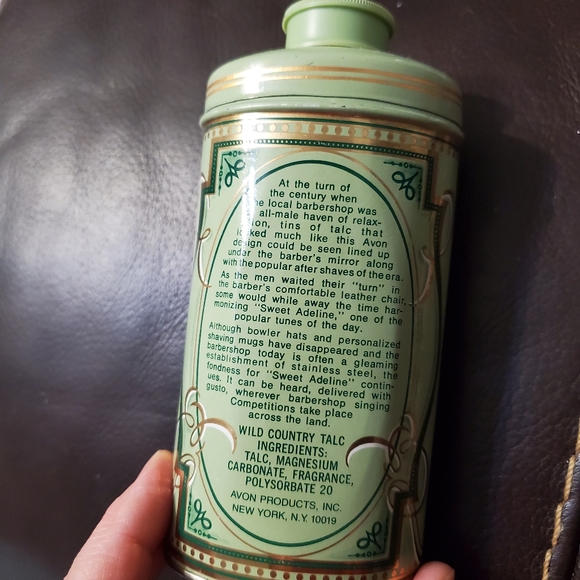 At the turn of
the century when
the local barbershop was
all-male haven of relax-
ion, tins of talc that
looked much like this Avon
design could be seen lined up
under the barber's mirror along
with the popular after shaves of the era.
As the men waited their "turn" in
the barber's comfortable leather chair,
some would while away the time har-
monizing "Sweet Adeline," one of the
popular tunes of the day.
Although bowler hats and personalized
shaving mugs have disappeared and the
barbershop today is often a gleaming
establishment of stainless steel, the
fondness for "Sweet Adeline" contin-
ues. It can be heard, delivered with
gusto, wherever barbershop singing
Competitions take place
across the land.
WILD COUNTRY TALC
INGREDIENTS:
TALC, MAGNESIUM
CARBONATE, FRAGRANCE,
POLYSORBATE 20
AVON PRODUCTS, INC.
NEW YORK, N.Y. 10019